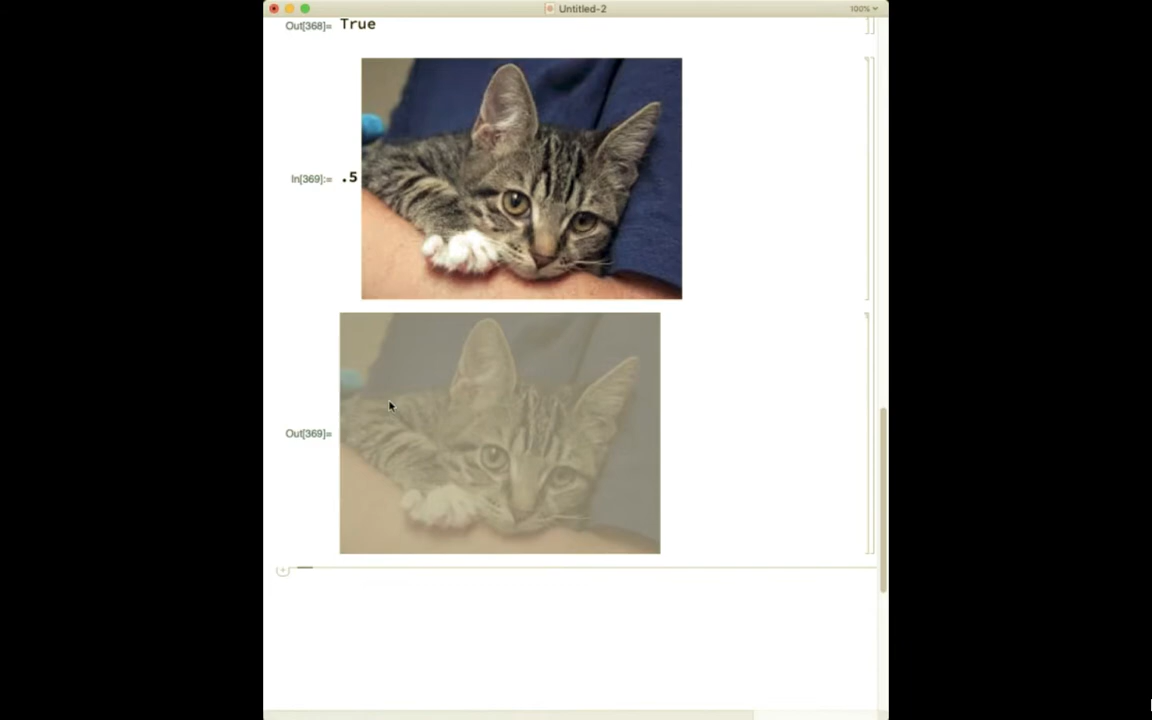 Untitled-2
100%
Out[368]= True
In[369]:= .5
Out[369]=